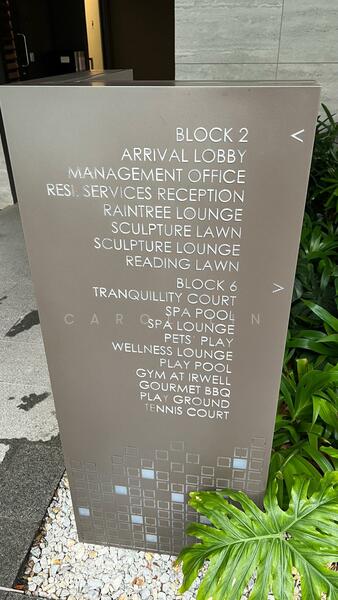 BLOCK 2 <
ARRIVAL LOBBY
MANAGEMENT OFFICE
RESI. SERVICES RECEPTION
RAINTREE LOUNGE
SCULPTURE LAWN
SCULPTURE LOUNGE
READING LAWN
BLOCK 6 >
TRANQUILLITY COURT
SPA POOL
SPA LOUNGE
PETS' PLAY
WELLNESS LOUNGE
PLAY POOL
GYM AT IRWELL
GOURMET BBQ
PLAY GROUND
TENNIS COURT